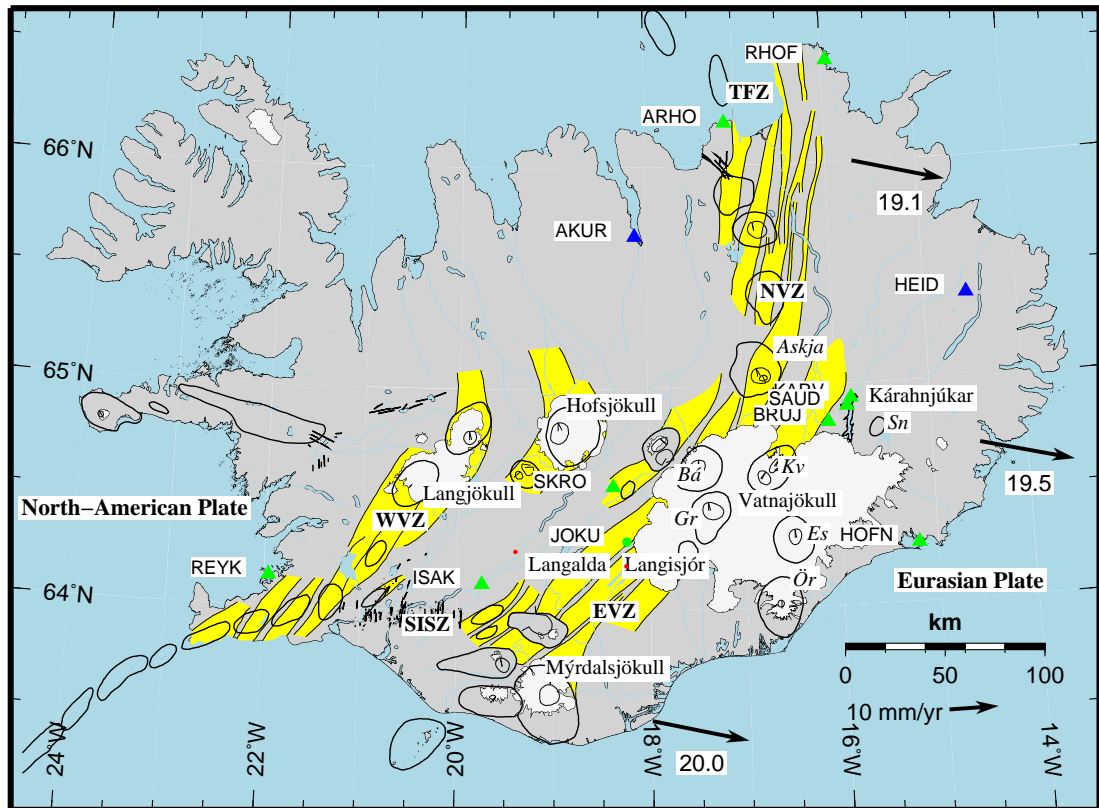 RHOF
TFZ
ARHO
66°N
19.1
AKUR
HEID
NVZ
Askja
65°N
KARV
SAUD
Kárahnjúkar
BRUJ
Sn
Hofsjökull
Bá
Kv
19.5
Langjökull
SKRO
North−American Plate
Vatnajökull
WVZ
Gr
Es
JOKU
HOFN
Langalda
Langisjór
REYK
ISAK
Ör
Eurasian Plate
64°N
SISZ
EVZ
km
Mýrdalsjökull
0 50 100
10 mm/yr
20.0
24°W
22°W
20°W
18°W
16°W
14°W